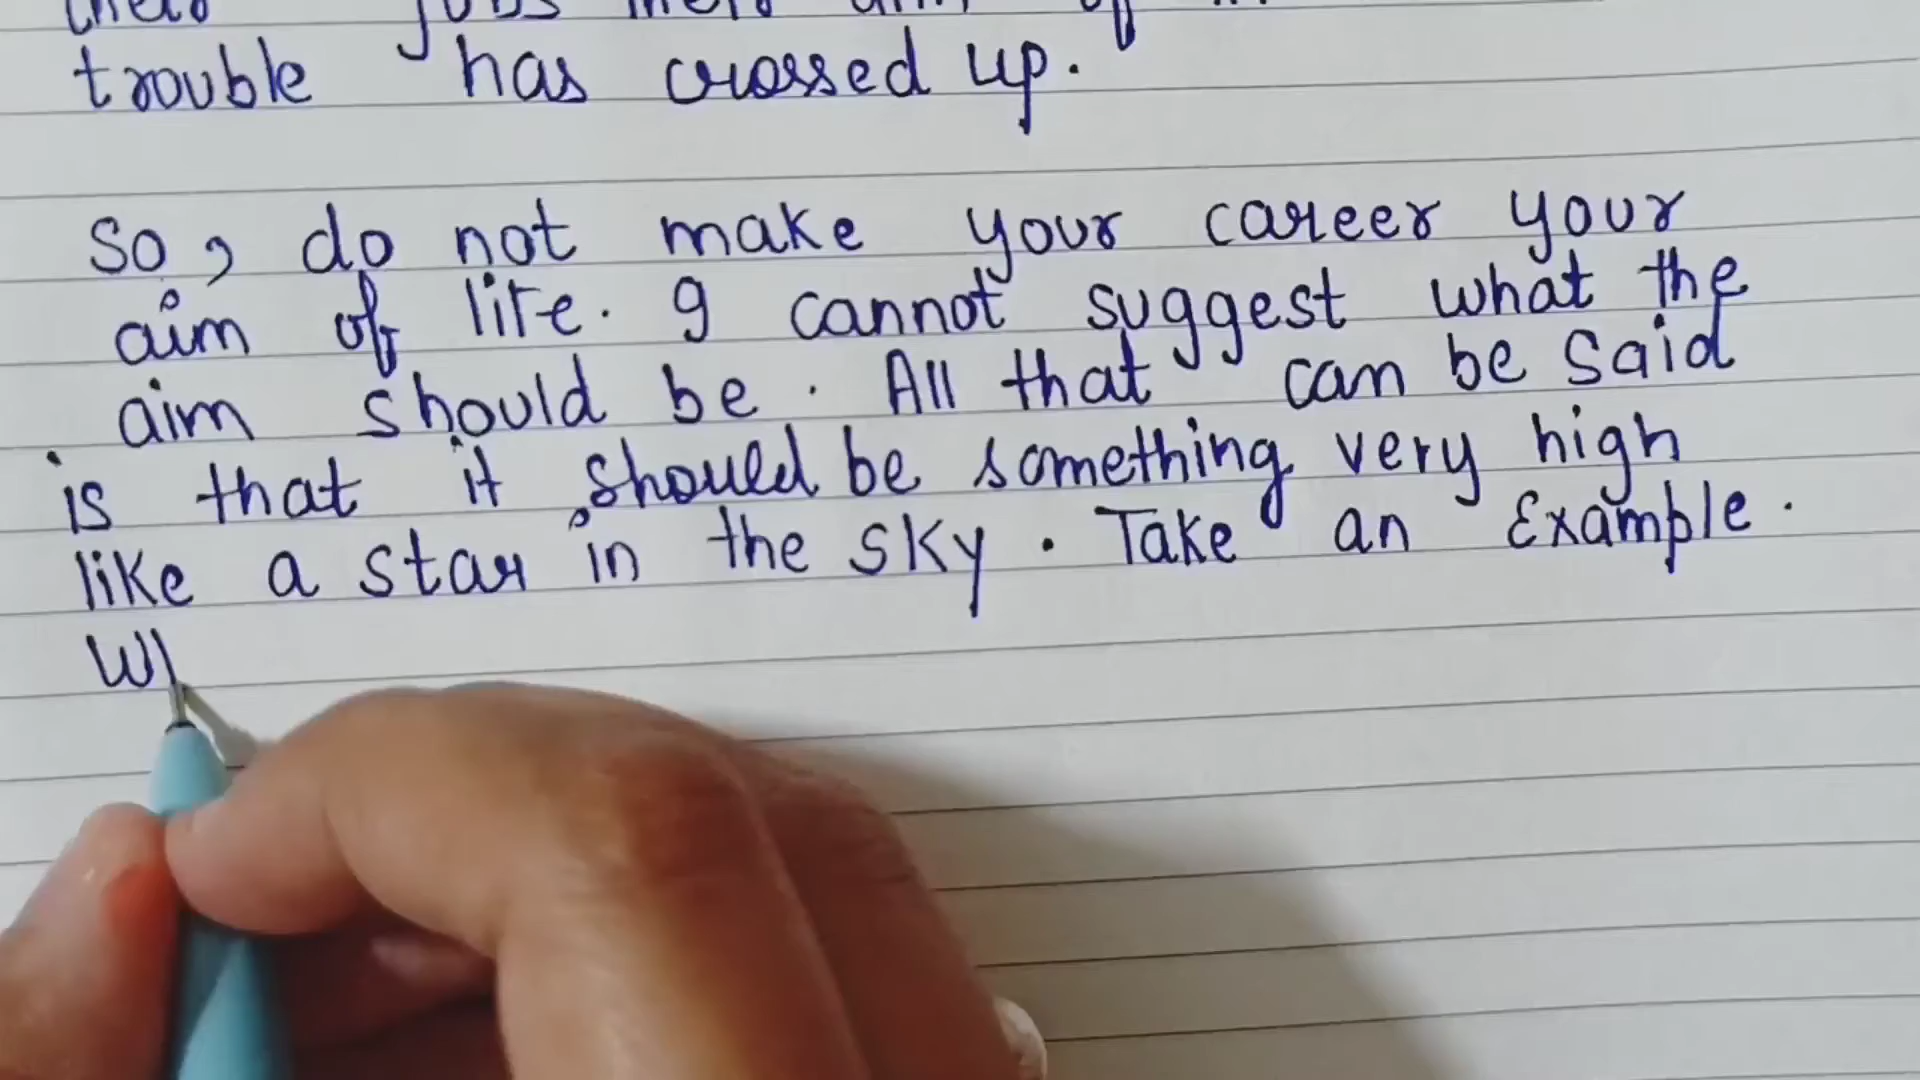 trouble has crossed up.
So, do not make your career your
aim of life. I cannot suggest what the
aim should be. All that can be said
is that it should be something very high
like a star in the sky. Take an Example.